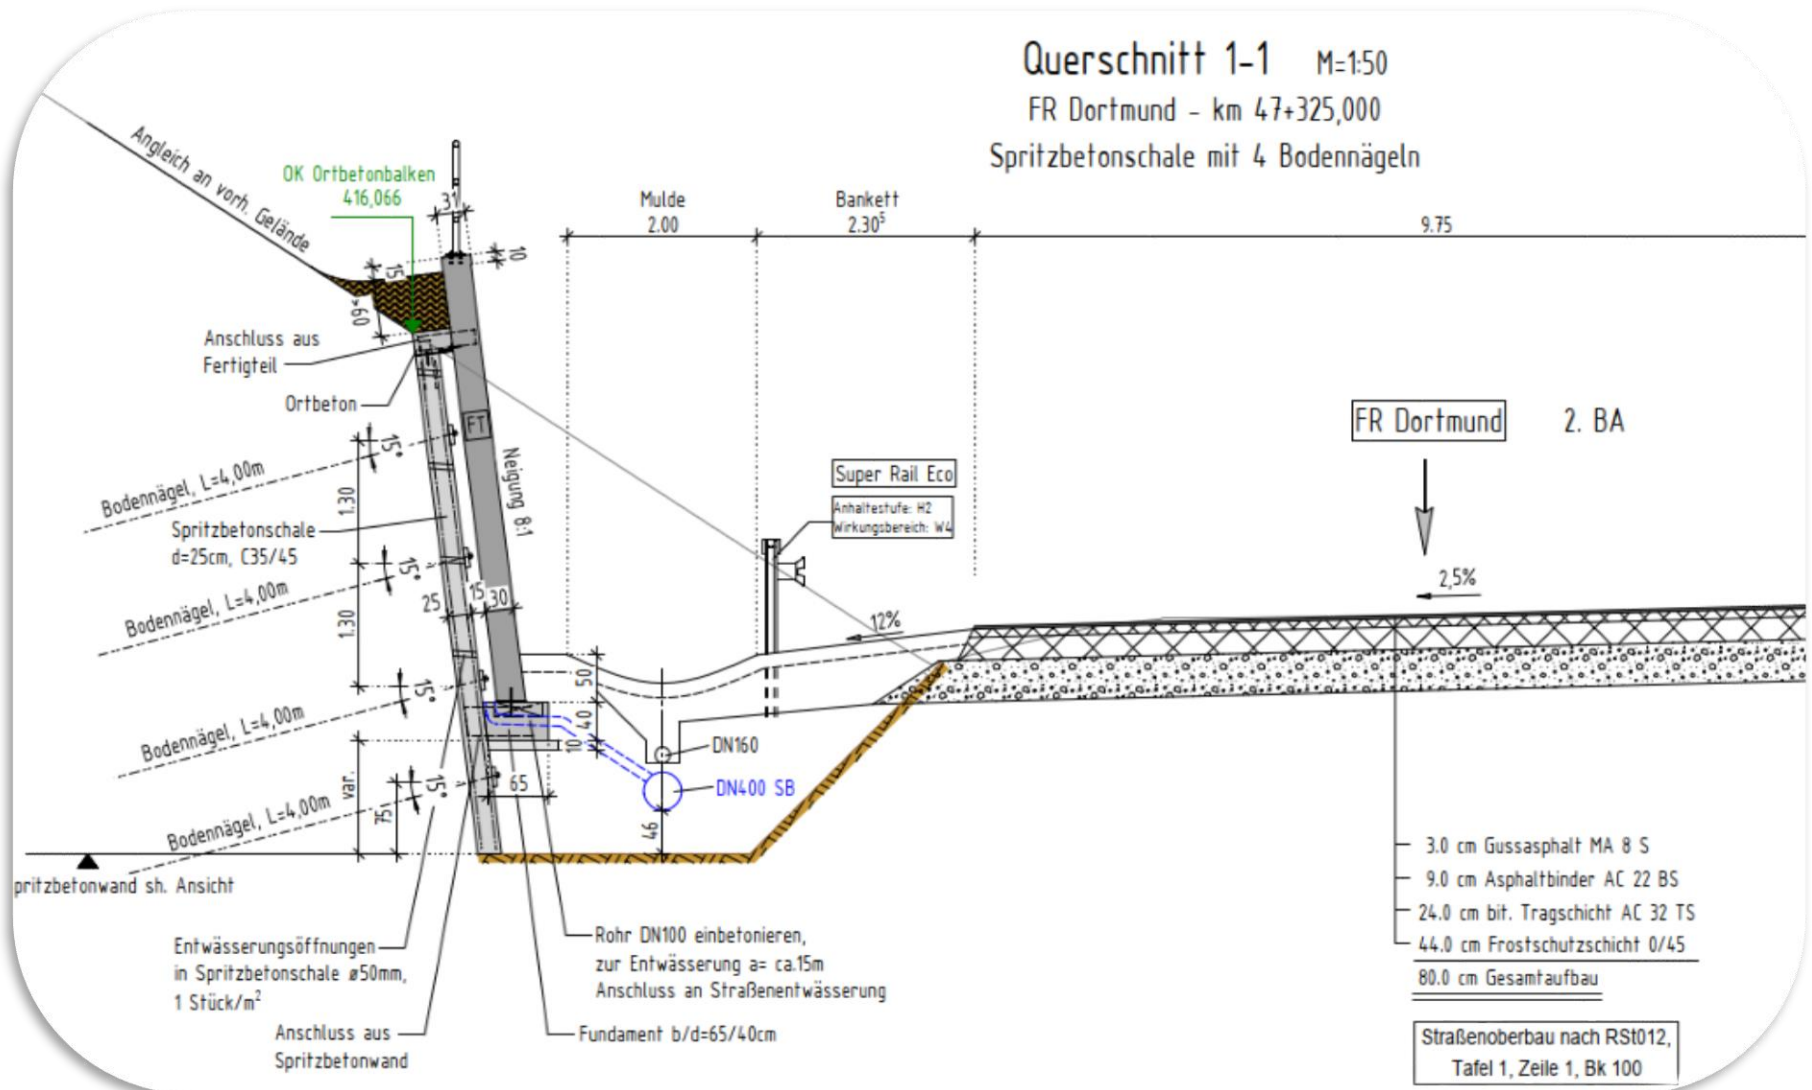 Querschnitt 1-1 M=1:50
FR Dortmund - km 47+325,000
Spritzbetonschale mit 4 Bodennägeln
Angleich an vorh. Gelände
OK Ortbetonbalken
416,066
31
10
15
*60
Mulde
2.00
Bankett
2.30⁵
9.75
Anschluss aus
Fertigteil
Ortbeton
FT
Neigung 8:1
FR Dortmund
2. BA
Super Rail Eco
Anhaltestufe: H2
Wirkungsbereich: W4
15°
Bodennägel, L=4,00m
1.30
Spritzbetonschale
d=25cm, C35/45
15°
Bodennägel, L=4,00m
25
15
30
1.30
12%
2,5%
50
15°
Bodennägel, L=4,00m
40
10
DN160
DN400 SB
var.
75
15°
65
46
Bodennägel, L=4,00m
pritzbetonwand sh. Ansicht
3.0 cm Gussasphalt MA 8 S
9.0 cm Asphaltbinder AC 22 BS
24.0 cm bit. Tragschicht AC 32 TS
44.0 cm Frostschutzschicht 0/45
80.0 cm Gesamtaufbau
Entwässerungsöffnungen
in Spritzbetonschale ø50mm,
1 Stück/m²
Rohr DN100 einbetonieren,
zur Entwässerung a= ca.15m
Anschluss an Straßenentwässerung
Anschluss aus
Spritzbetonwand
Fundament b/d=65/40cm
Straßenoberbau nach RSt012,
Tafel 1, Zeile 1, Bk 100